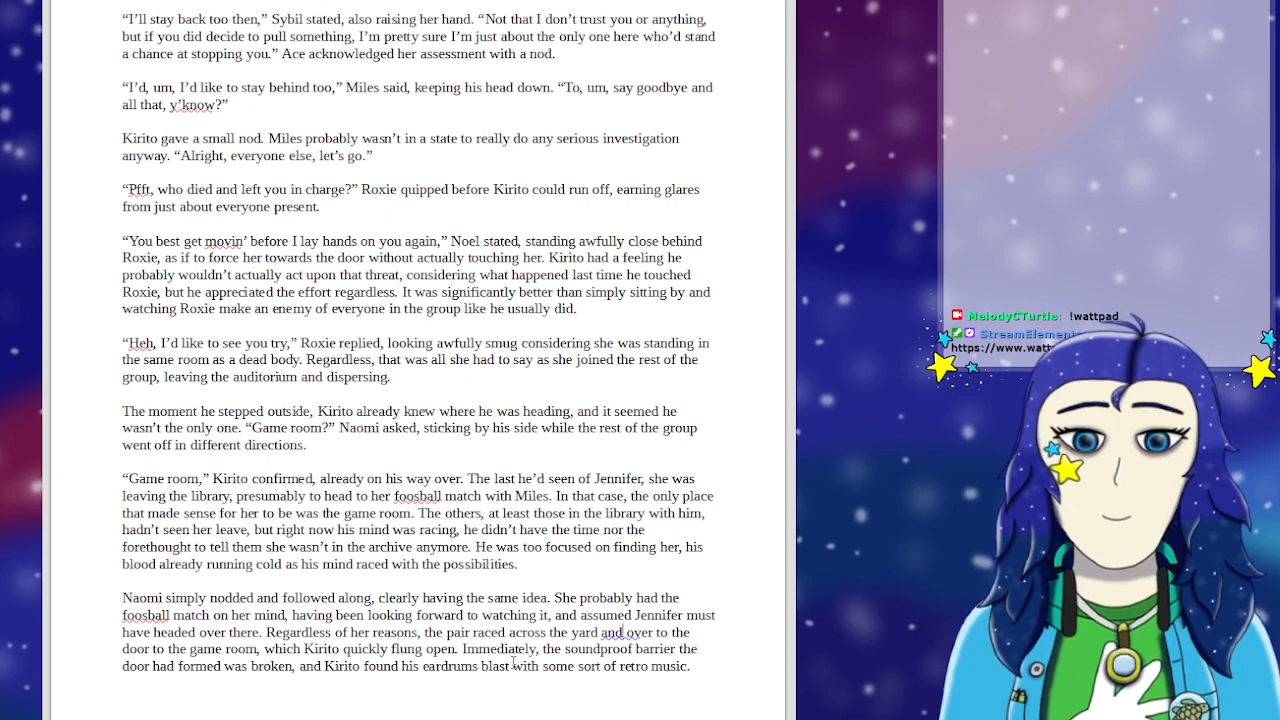 “I’ll stay back too then,” Sybil stated, also raising her hand. “Not that I don’t trust you or anything,
but if you did decide to pull something, I’m pretty sure I’m just about the only one here who’d stand
a chance at stopping you.” Ace acknowledged her assessment with a nod.
“I’d, um, I’d like to stay behind too,” Miles said, keeping his head down. “To, um, say goodbye and
all that, y’know?”
Kirito gave a small nod. Miles probably wasn’t in a state to really do any serious investigation
anyway. “Alright, everyone else, let’s go.”
“Pfft, who died and left you in charge?” Roxie quipped before Kirito could run off, earning glares
from just about everyone present.
“You best get movin’ before I lay hands on you again,” Noel stated, standing awfully close behind
Roxie, as if to force her towards the door without actually touching her. Kirito had a feeling he
probably wouldn’t actually act upon that threat, considering what happened last time he touched
Roxie, but he appreciated the effort regardless. It was significantly better than simply sitting by and
watching Roxie make an enemy of everyone in the group like he usually did.
“Heh, I’d like to see you try,” Roxie replied, looking awfully smug considering she was standing in
the same room as a dead body. Regardless, that was all she had to say as she joined the rest of the
group, leaving the auditorium and dispersing.
The moment he stepped outside, Kirito already knew where he was heading, and it seemed he
wasn’t the only one. “Game room?” Naomi asked, sticking by his side while the rest of the group
went off in different directions.
“Game room,” Kirito confirmed, already on his way over. The last he’d seen of Jennifer, she was
leaving the library, presumably to head to her foosball match with Miles. In that case, the only place
that made sense for her to be was the game room. The others, at least those in the library with him,
hadn’t seen her leave, but right now his mind was racing, he didn’t have the time nor the
forethought to tell them she wasn’t in the archive anymore. He was too focused on finding her, his
blood already running cold as his mind raced with the possibilities.
Naomi simply nodded and followed along, clearly having the same idea. She probably had the
foosball match on her mind, having been looking forward to watching it, and assumed Jennifer must
have headed over there. Regardless of her reasons, the pair raced across the yard and over to the
door to the game room, which Kirito quickly flung open. Immediately, the soundproof barrier the
door had formed was broken, and Kirito found his eardrums blast with some sort of retro music.
MelodyCTurtle: !wattpad
StreamElements
https://www.watt